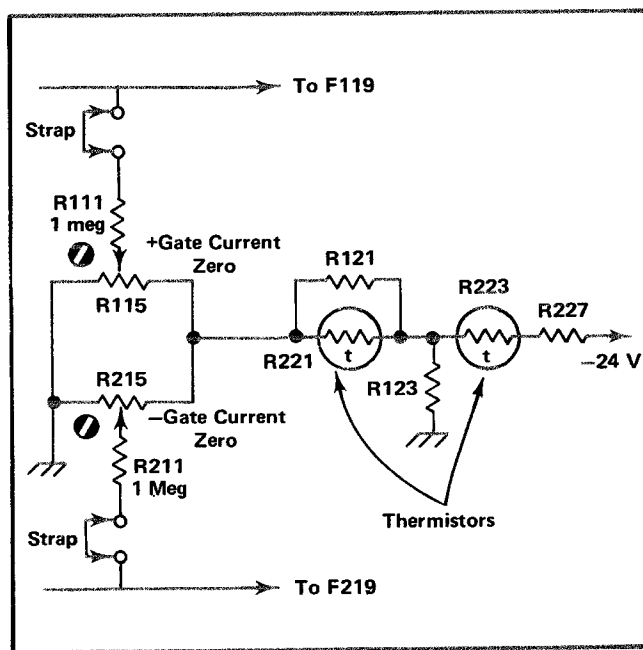 To F119
Strap
R111
1 meg
+Gate Current
Zero
R115
R121
R223
R227
R221
t
t
−24 V
R123
R215
−Gate Current
Zero
R211
1 Meg
Thermistors
Strap
To F219